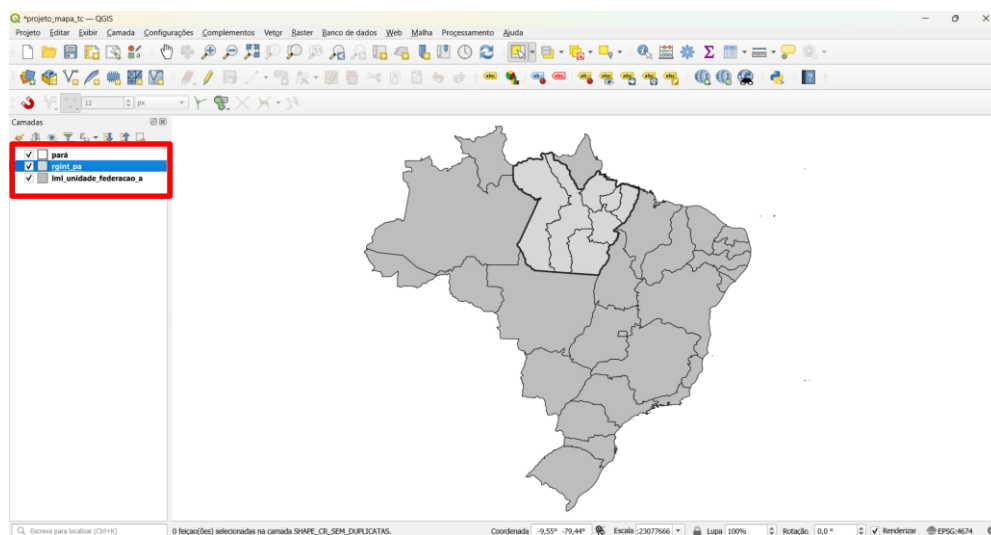 *projeto_mapa_tc — QGIS
Projeto Editar Exibir Camada Configurações Complementos Vetor Raster Banco de dados Web Malha Processamento Ajuda
12 px
Camadas
pará
rgint_pa
lml_unidade_federacao_a
Escreva para localizar (Ctrl+K) 0 feição(ões) selecionadas na camada SHAPE_CR_SEM_DUPLICATAS. Coordenada -9,55° -79,44° Escala :23077666 Lupa 100% Rotação 0,0 ° Renderizar EPSG:4674